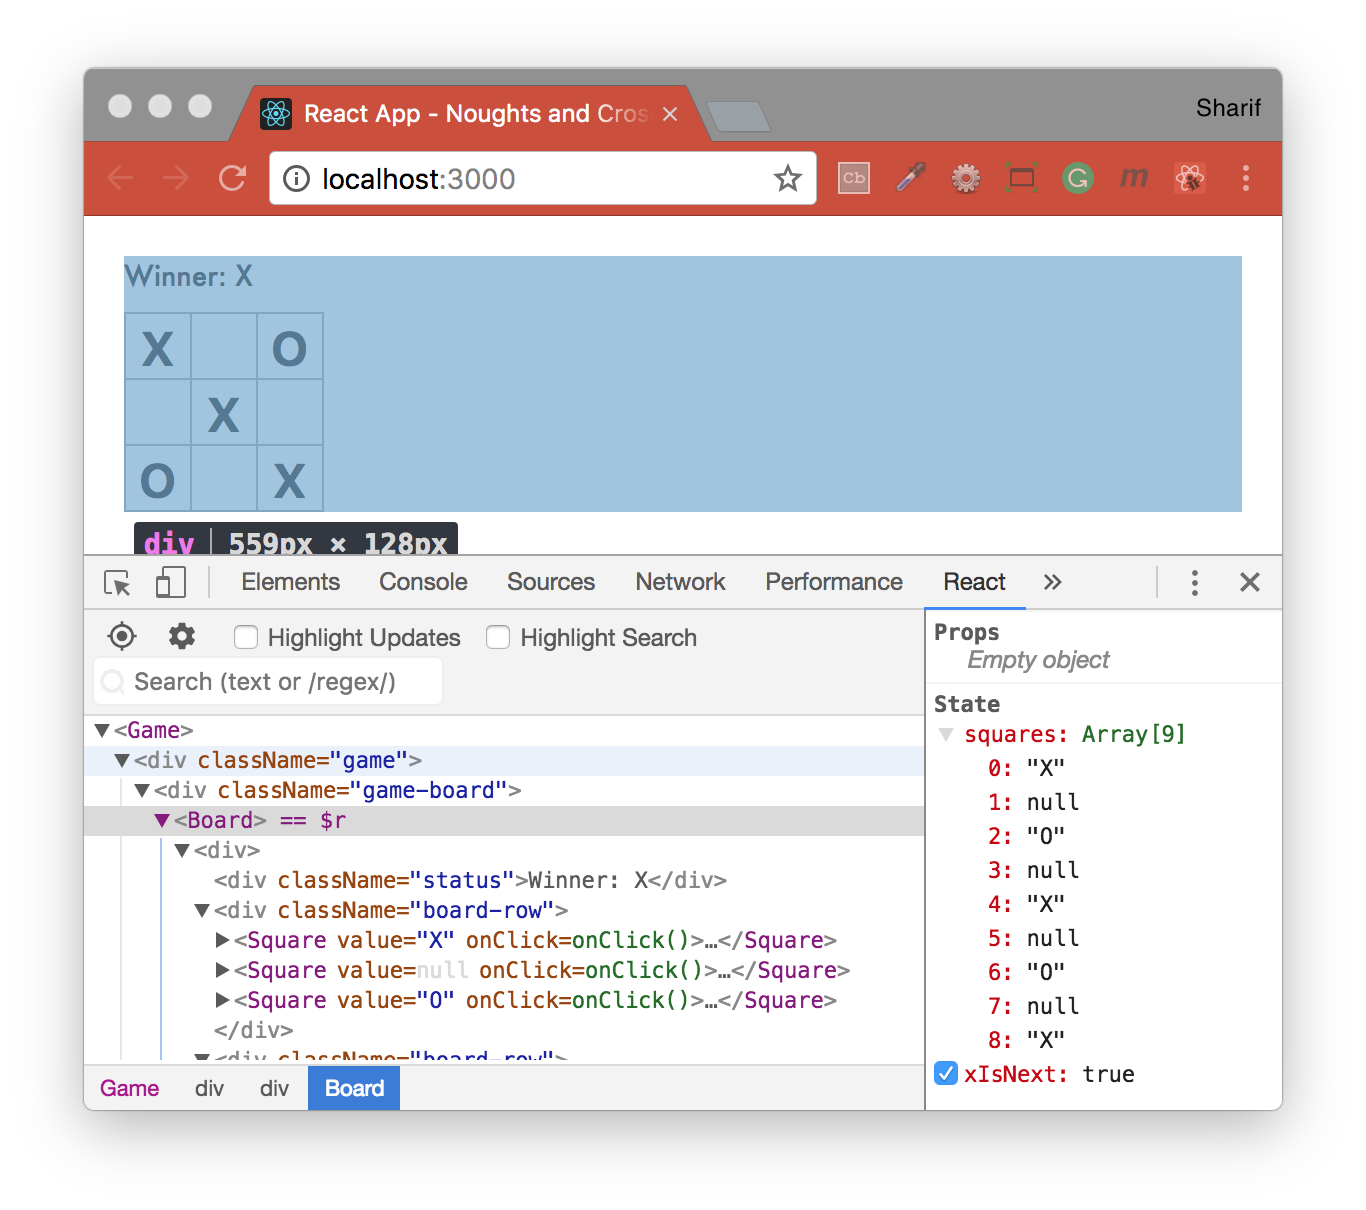 Sharif
React App - Noughts and Cros
localhost:3000
Cb
G
m
Winner: X
X O
X
O X
div 559px × 128px
Elements Console Sources Network Performance React »
Highlight Updates Highlight Search
Search (text or /regex/)
<Game>
<div className="game">
<div className="game-board">
<Board> == $r
<div>
<div className="status">Winner: X</div>
<div className="board-row">
<Square value="X" onClick=onClick()>…</Square>
<Square value=null onClick=onClick()>…</Square>
<Square value="O" onClick=onClick()>…</Square>
</div>
<div className="board-row">
Game div div Board
Props
Empty object
State
squares: Array[9]
0: "X"
1: null
2: "O"
3: null
4: "X"
5: null
6: "O"
7: null
8: "X"
xIsNext: true